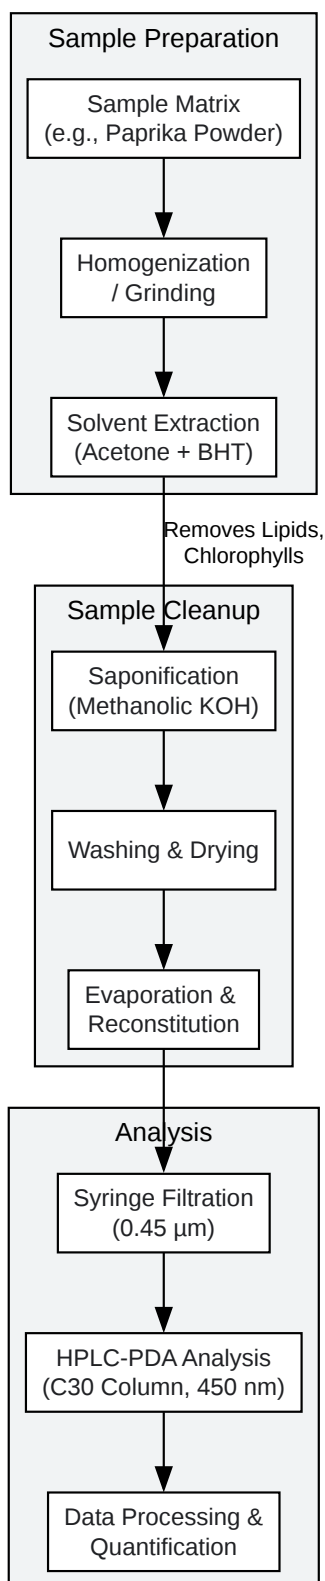 Sample Preparation
Sample Matrix
(e.g., Paprika Powder)
Homogenization
/ Grinding
Solvent Extraction
(Acetone + BHT)
Removes Lipids,
Chlorophylls
Sample Cleanup
Saponification
(Methanolic KOH)
Washing & Drying
Evaporation &
Reconstitution
Analysis
Syringe Filtration
(0.45 µm)
HPLC-PDA Analysis
(C30 Column, 450 nm)
Data Processing &
Quantification